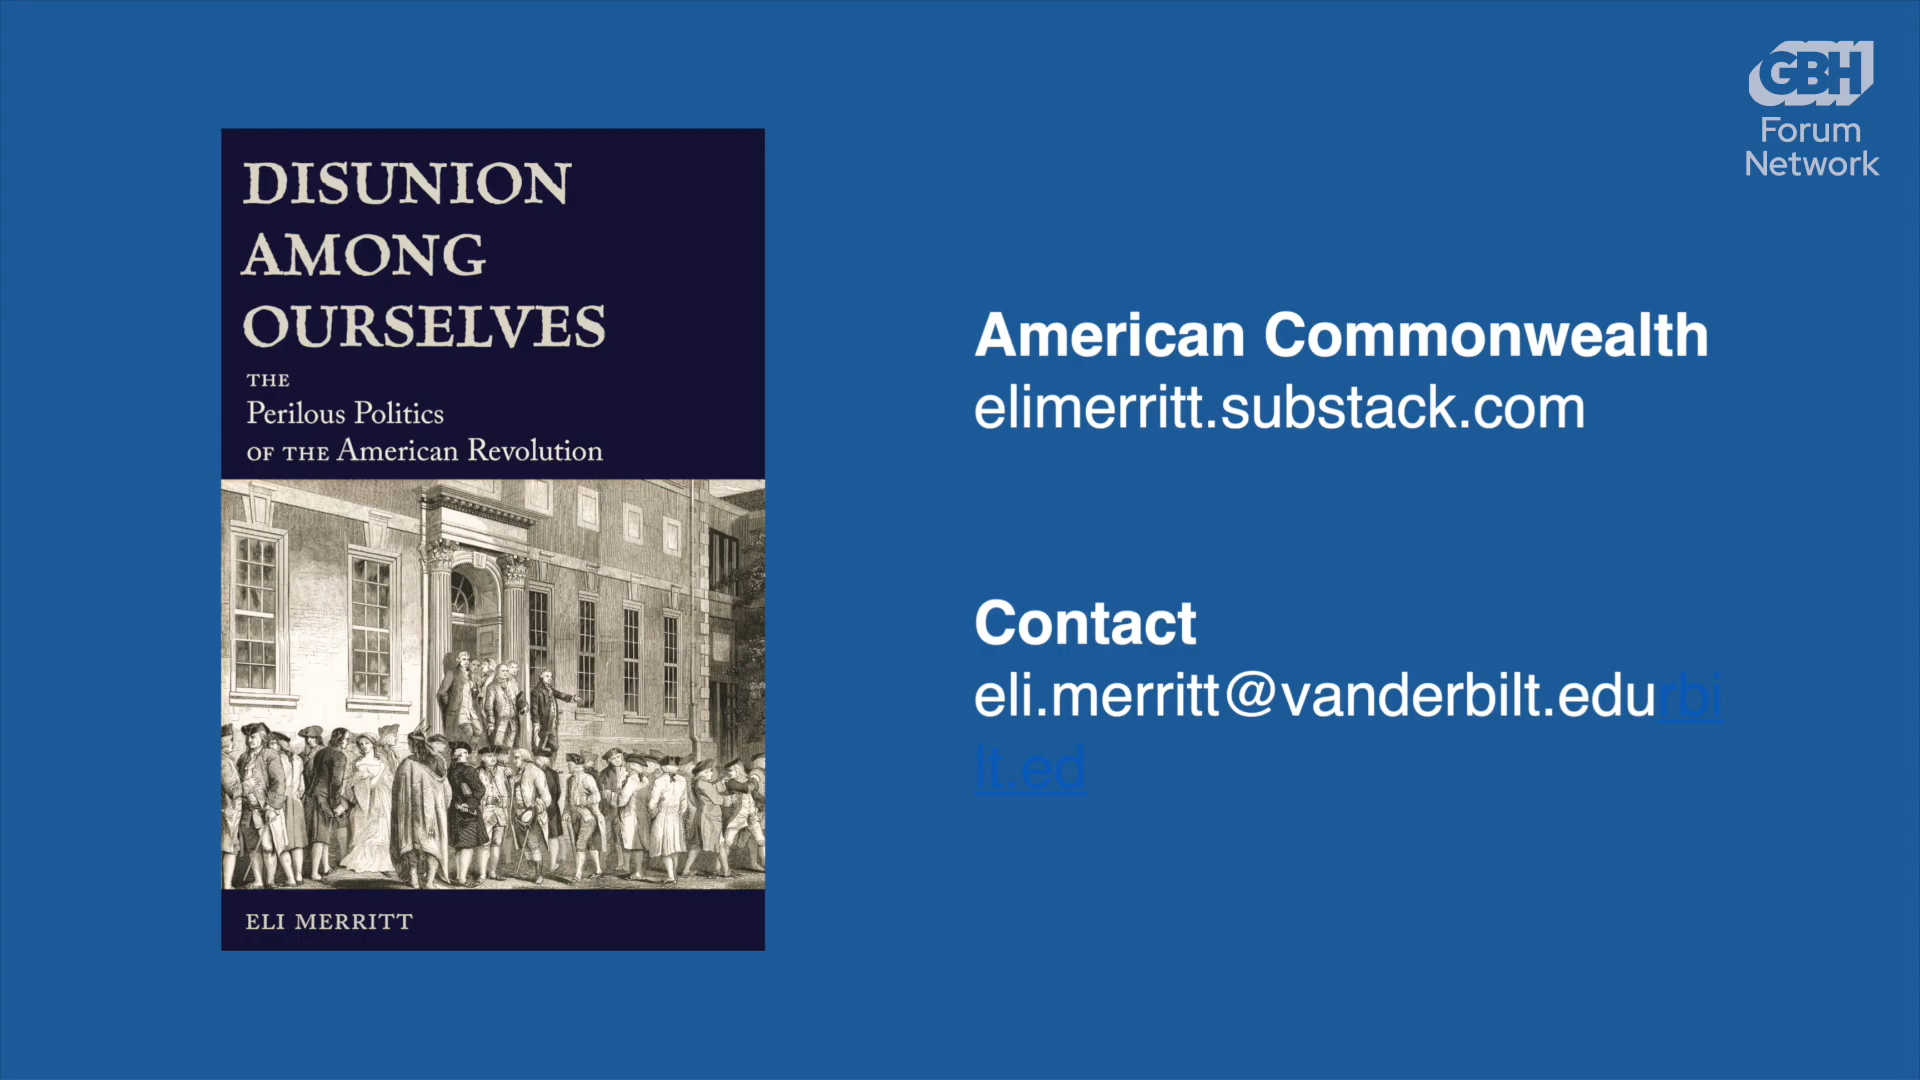 GBH
Forum
Network
DISUNION
AMONG
OURSELVES
THE
Perilous Politics
OF THE American Revolution
ELI MERRITT
American Commonwealth
elimerritt.substack.com
Contact
eli.merritt@vanderbilt.edurbi
lt.ed